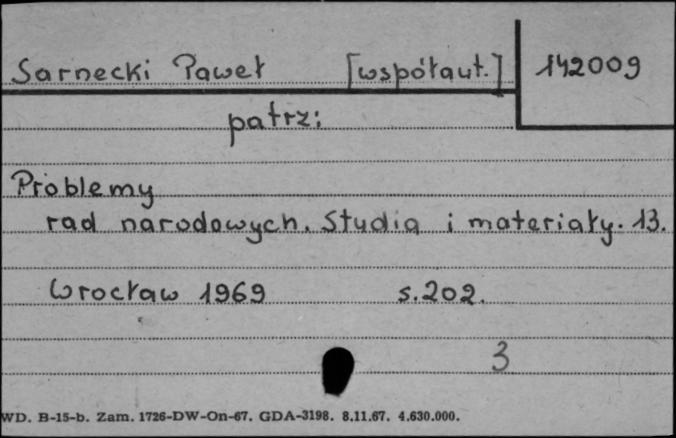 Sarnecki Paweł [współaut.] 142009
patrz:
Problemy
rad narodowych. Studia i materiały. 13.
Wrocław 1969 s.202.
3
WD. B-15-b. Zam. 1726-DW-On-67. GDA-3198. 8.11.67. 4.630.000.